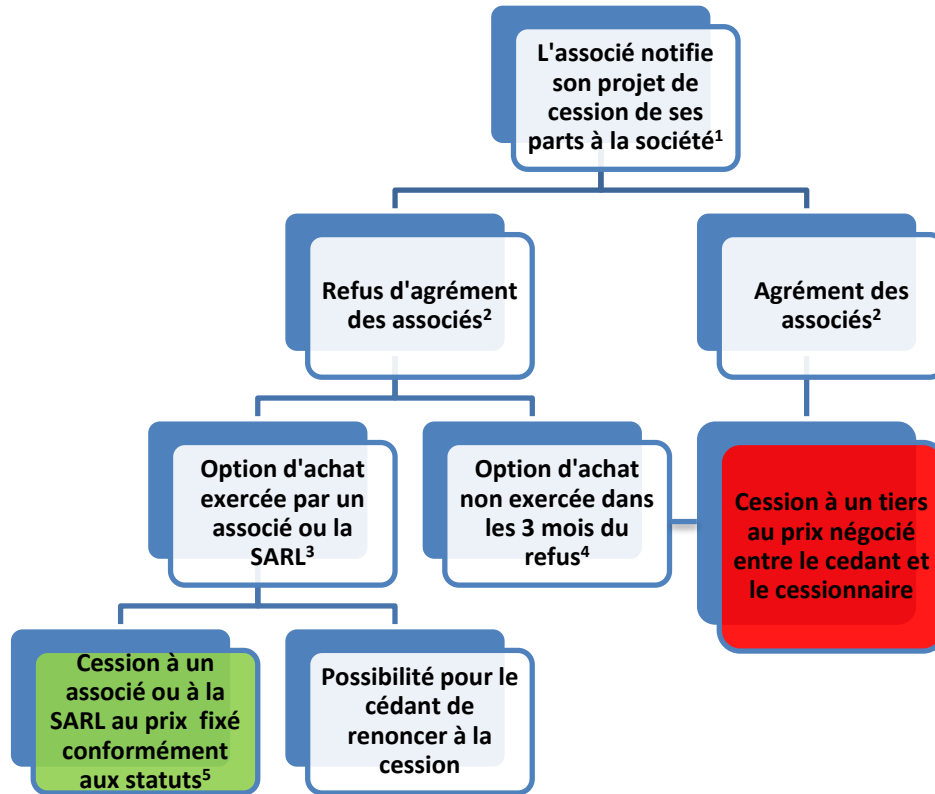 L'associé notifie
son projet de
cession de ses
parts à la société¹
Refus d'agrément
des associés²
Agrément des
associés²
Option d'achat
exercée par un
associé ou la
SARL³
Option d'achat
non exercée dans
les 3 mois du
refus⁴
Cession à un tiers
au prix négocié
entre le cedant et
le cessionnaire
Cession à un
associé ou à la
SARL au prix fixé
conformément
aux statuts⁵
Possibilité pour le
cédant de
renoncer à la
cession